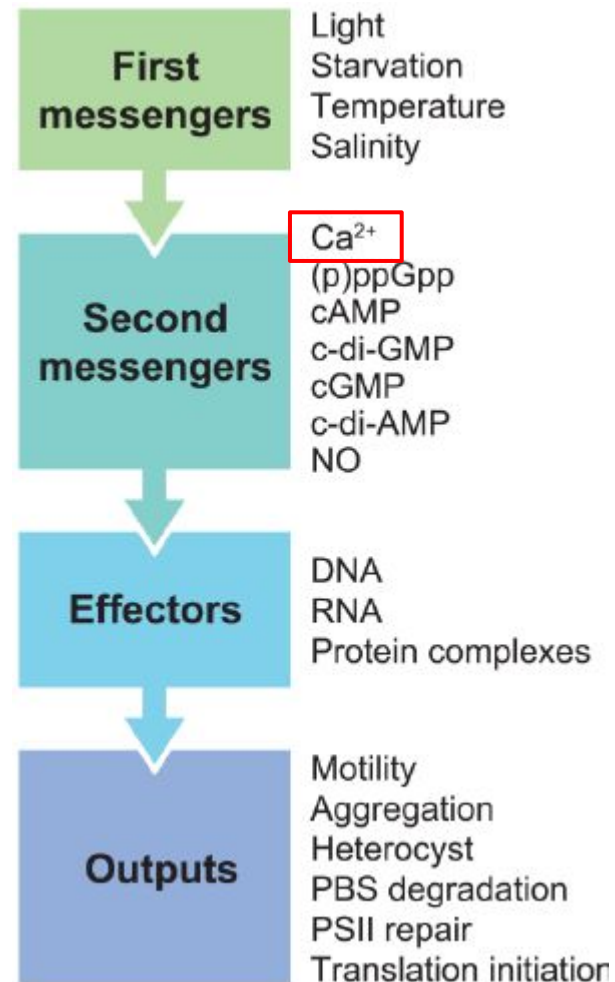 First
messengers
Light
Starvation
Temperature
Salinity
Second
messengers
Ca²⁺
(p)ppGpp
cAMP
c-di-GMP
cGMP
c-di-AMP
NO
Effectors
DNA
RNA
Protein complexes
Outputs
Motility
Aggregation
Heterocyst
PBS degradation
PSII repair
Translation initiation